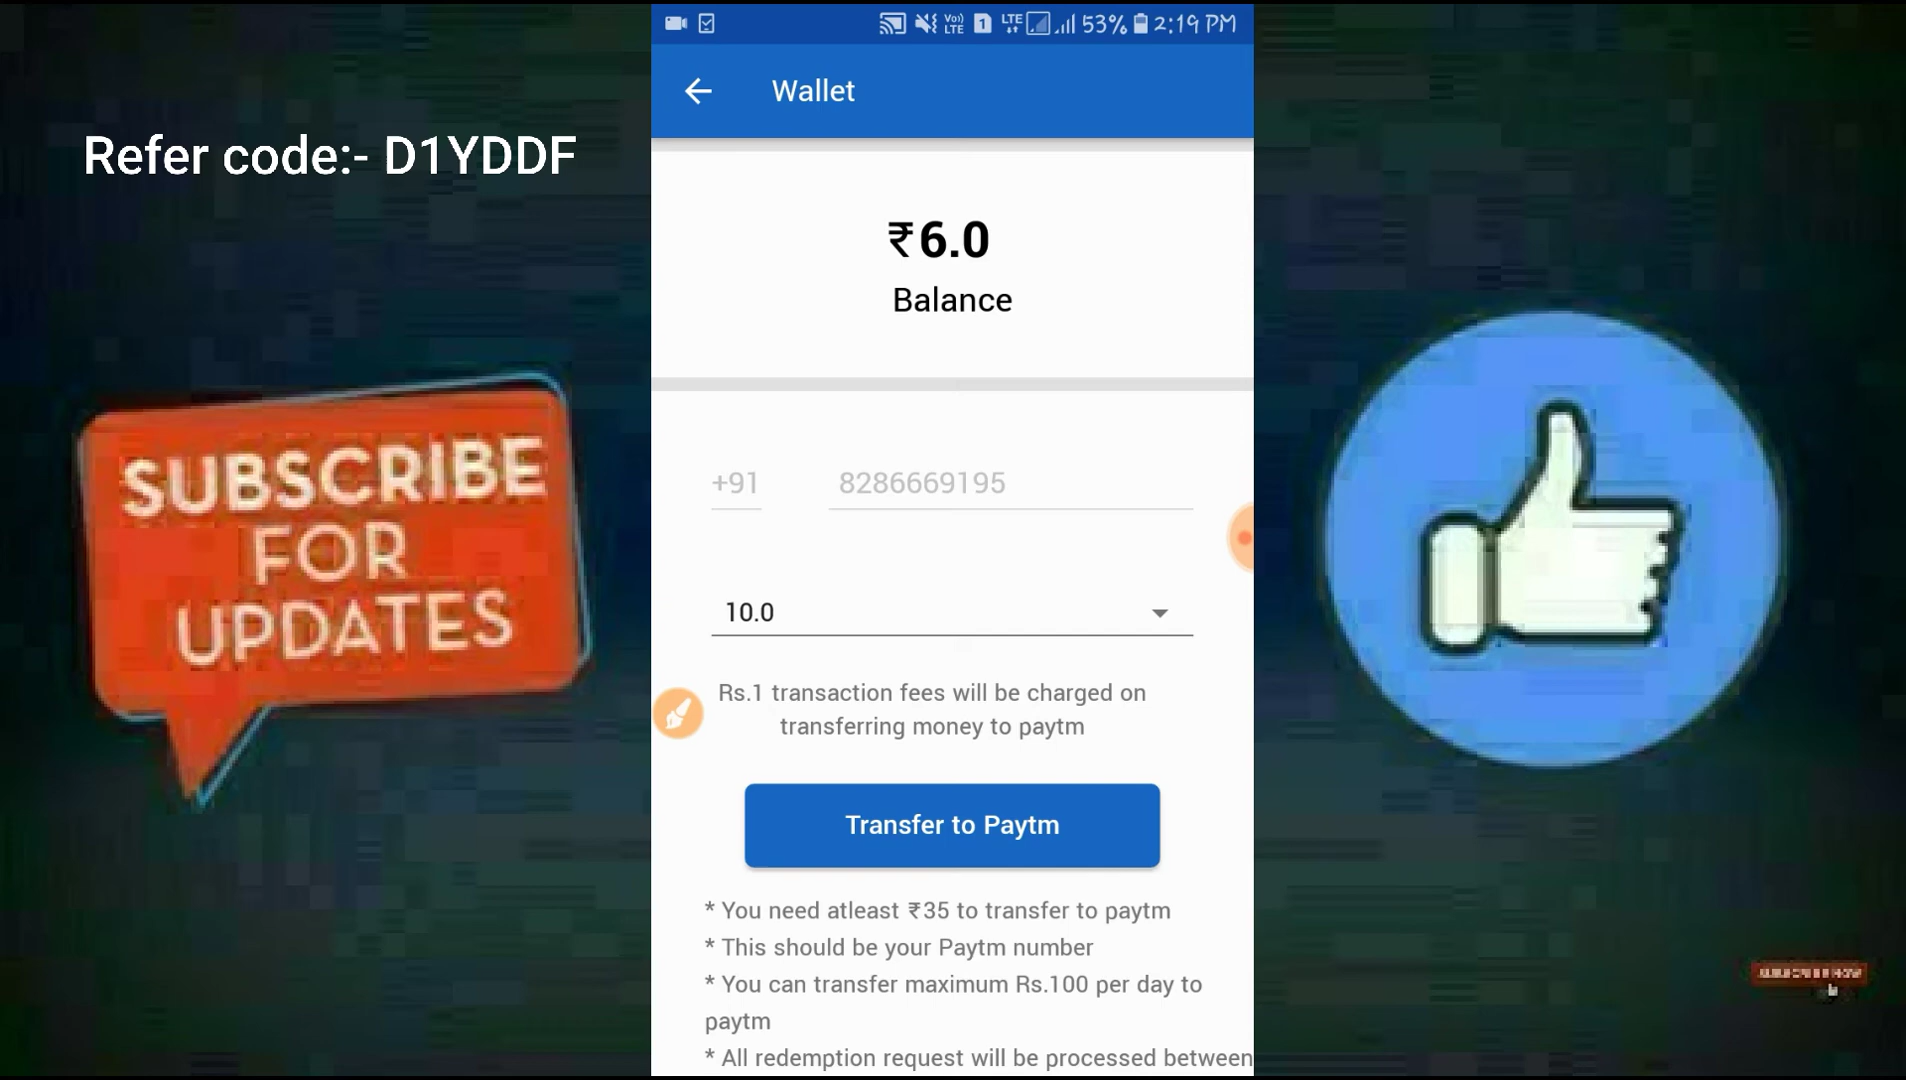 53% 2:19 PM
Wallet
Refer code:- D1YDDF
₹6.0
Balance
SUBSCRIBE
FOR
UPDATES
+91 8286669195
10.0
Rs.1 transaction fees will be charged on
transferring money to paytm
Transfer to Paytm
* You need atleast ₹35 to transfer to paytm
* This should be your Paytm number
* You can transfer maximum Rs.100 per day to
paytm
* All redemption request will be processed between
SUBSCRIBE NOW